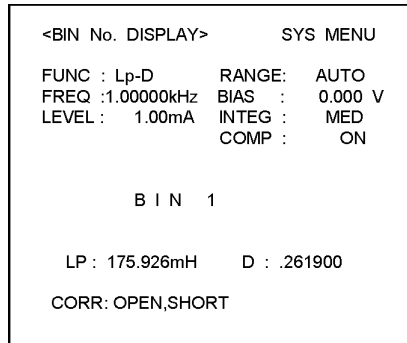 <BIN No. DISPLAY> SYS MENU
FUNC : Lp-D RANGE: AUTO
FREQ :1.00000kHz BIAS : 0.000 V
LEVEL : 1.00mA INTEG : MED
COMP : ON
B I N 1
LP : 175.926mH D : .261900
CORR: OPEN,SHORT